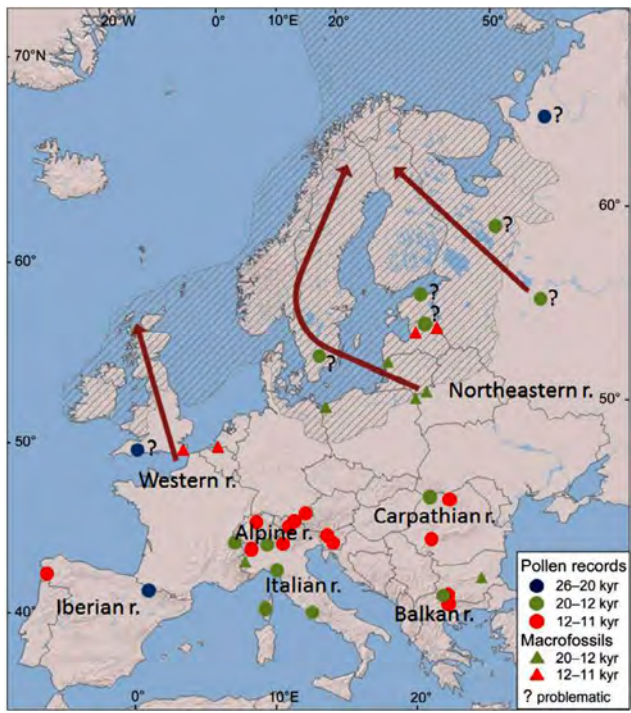 20°W 0° 10°E 20° 50°
70°N
?
60° 60°
?
?
?
?
?
Northeastern r.
50°
50°
?
Western r.
Carpathian r.
Alpine r.
Italian r.
Iberian r.
Balkan r.
40° 40°
0° 10°E 20°
Pollen records
26–20 kyr
20–12 kyr
12–11 kyr
Macrofossils
20–12 kyr
12–11 kyr
? problematic